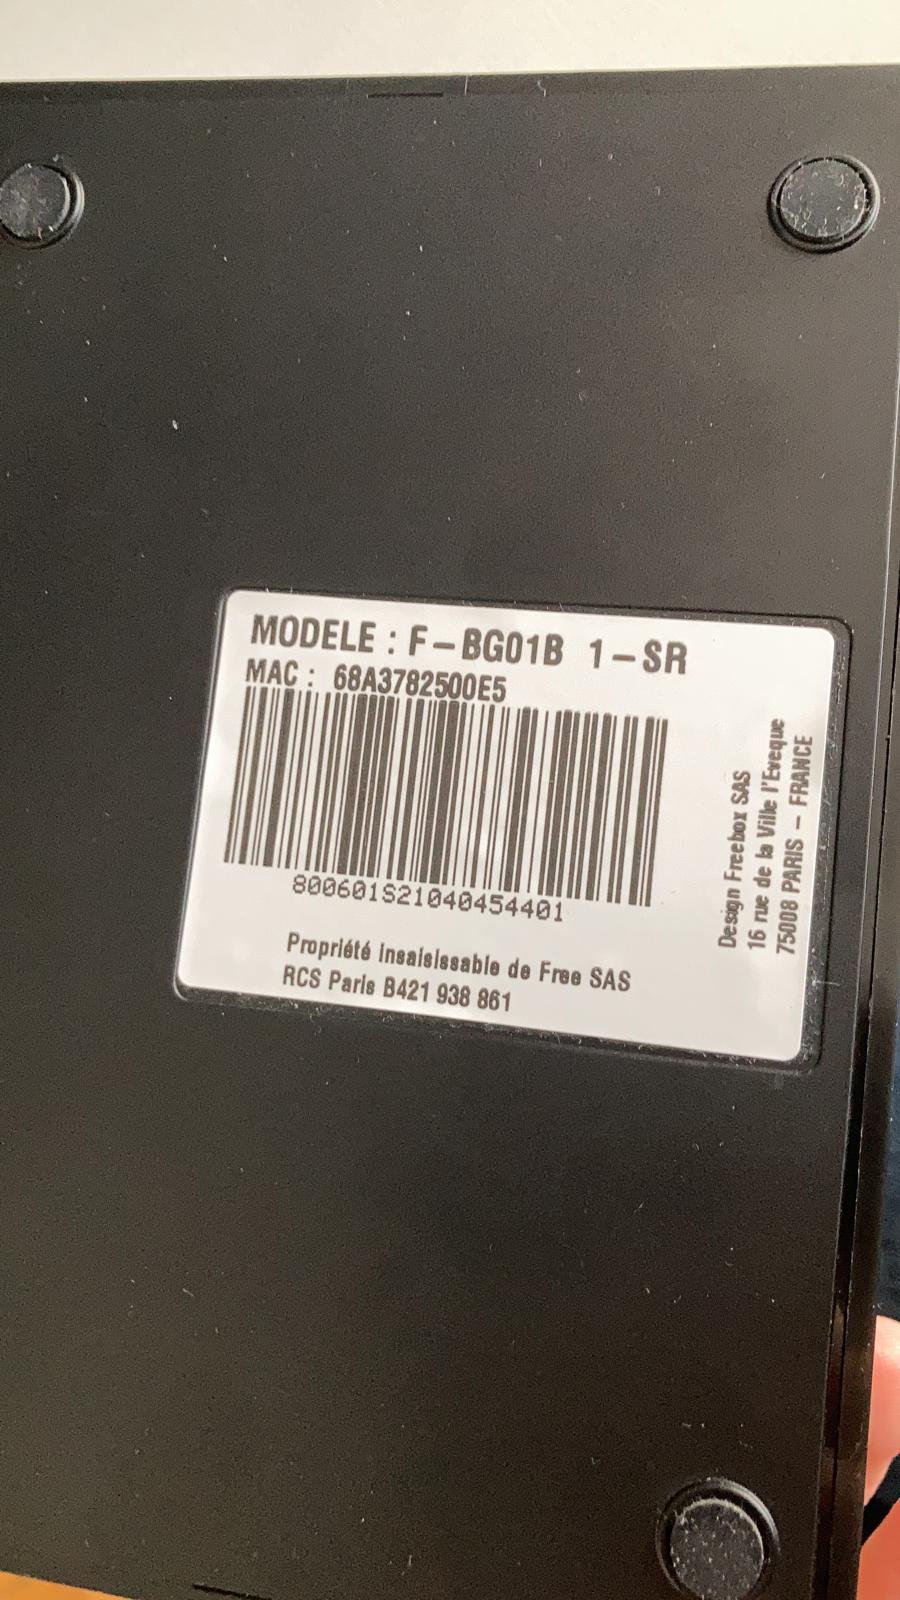 MODELE : F-BG01B 1-SR
MAC : 68A3782500E5
800601S21040454401
Propriété insaisissable de Free SAS
RCS Paris B421 938 861
Design Freebox SAS
16 rue de la Ville l'Eveque
75008 PARIS - FRANCE